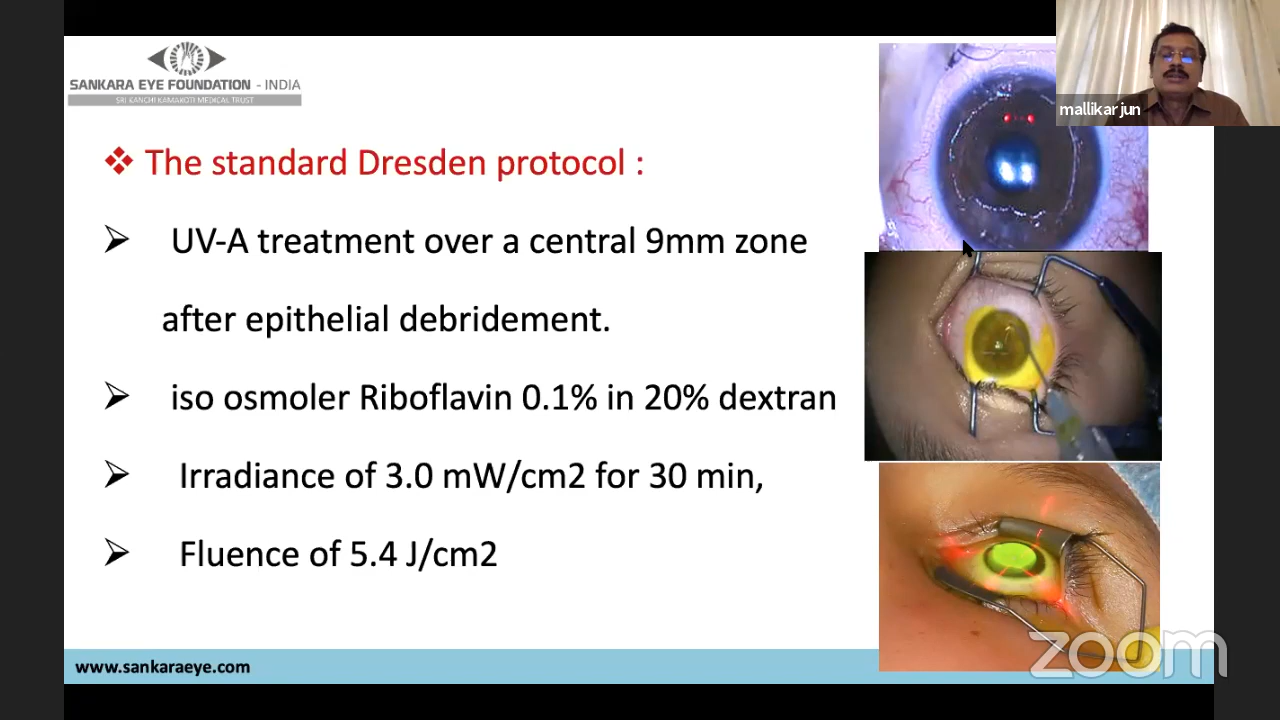 SANKARA EYE FOUNDATION - INDIA
SRI KANCHI KAMAKOTI MEDICAL TRUST
mallikarjun
❖ The standard Dresden protocol :
➢ UV-A treatment over a central 9mm zone
after epithelial debridement.
➢ iso osmoler Riboflavin 0.1% in 20% dextran
➢ Irradiance of 3.0 mW/cm2 for 30 min,
➢ Fluence of 5.4 J/cm2
www.sankaraeye.com
zoom